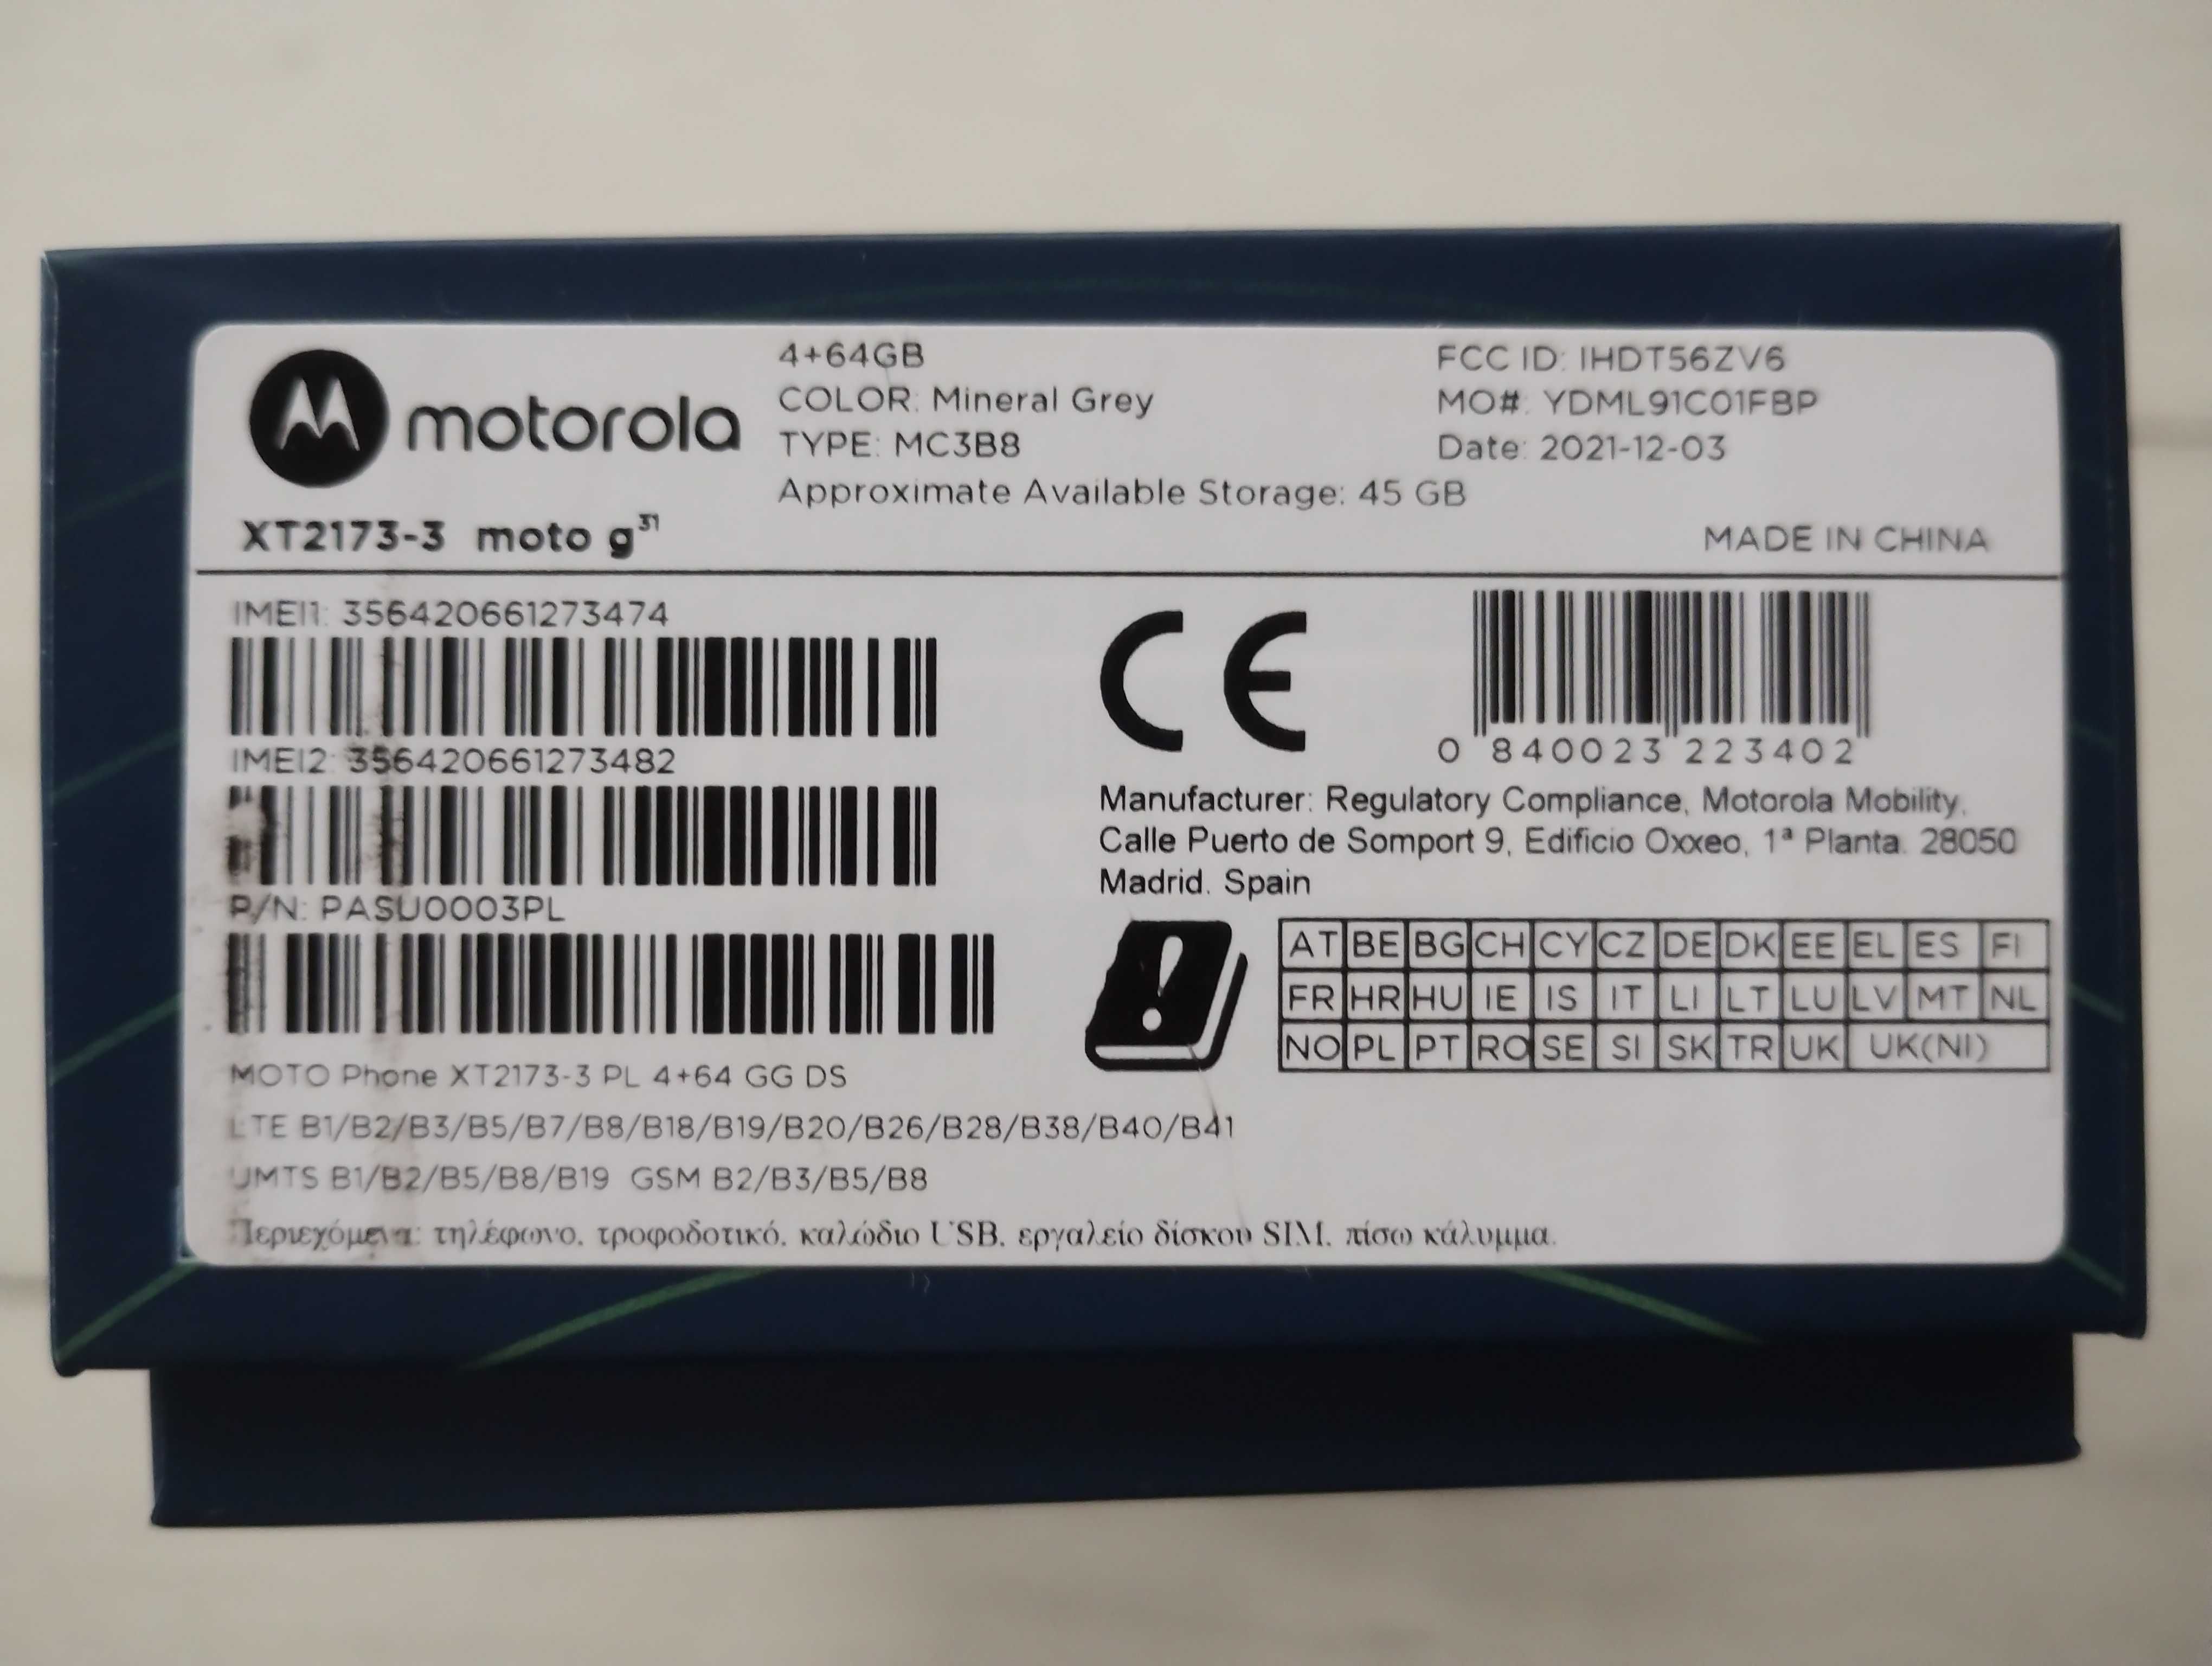 motorola
XT2173-3 moto g³¹
4+64GB
COLOR: Mineral Grey
TYPE: MC3B8
Approximate Available Storage: 45 GB
FCC ID: IHDT56ZV6
MO#: YDML91C01FBP
Date: 2021-12-03
MADE IN CHINA
IMEI1: 356420661273474
IMEI2: 356420661273482
P/N: PASU0003PL
MOTO Phone XT2173-3 PL 4+64 GG DS
LTE B1/B2/B3/B5/B7/B8/B18/B19/B20/B26/B28/B38/B40/B41
UMTS B1/B2/B5/B8/B19 GSM B2/B3/B5/B8
CE
0 840023 223402
Manufacturer: Regulatory Compliance, Motorola Mobility,
Calle Puerto de Somport 9, Edificio Oxxeo, 1ª Planta. 28050
Madrid. Spain
AT BE BG CH CY CZ DE DK EE EL ES FI
FR HR HU IE IS IT LI LT LU LV MT NL
NO PL PT RO SE SI SK TR UK UK(NI)
Περιεχόμενα: τηλέφωνο, τροφοδοτικό, καλώδιο USB, εργαλείο δίσκου SIM, πίσω κάλυμμα.